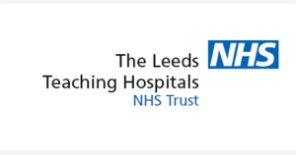 The Leeds NHS
Teaching Hospitals
NHS Trust